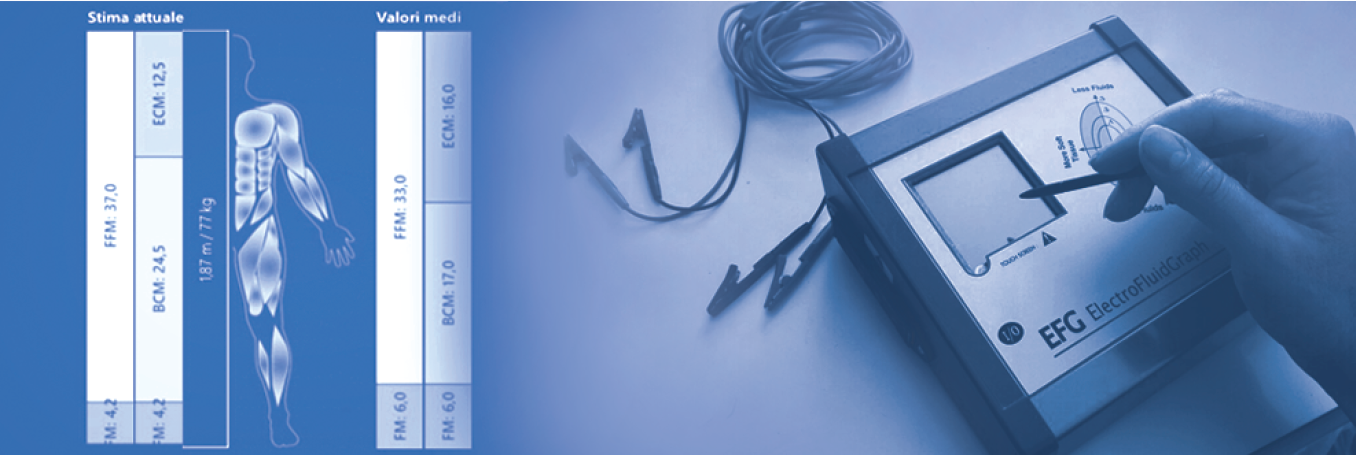 Stima attuale
FFM: 37,0
FM: 4,2
ECM: 12,5
BCM: 24,5
FM: 4,2
1,87 m / 77 kg
Valori medi
FFM: 33,0
FM: 6,0
ECM: 16,0
BCM: 17,0
FM: 6,0
Less Fluids
More Soft
Tissue
TOUCH SCREEN
I/O
EFG ElectroFluidGraph